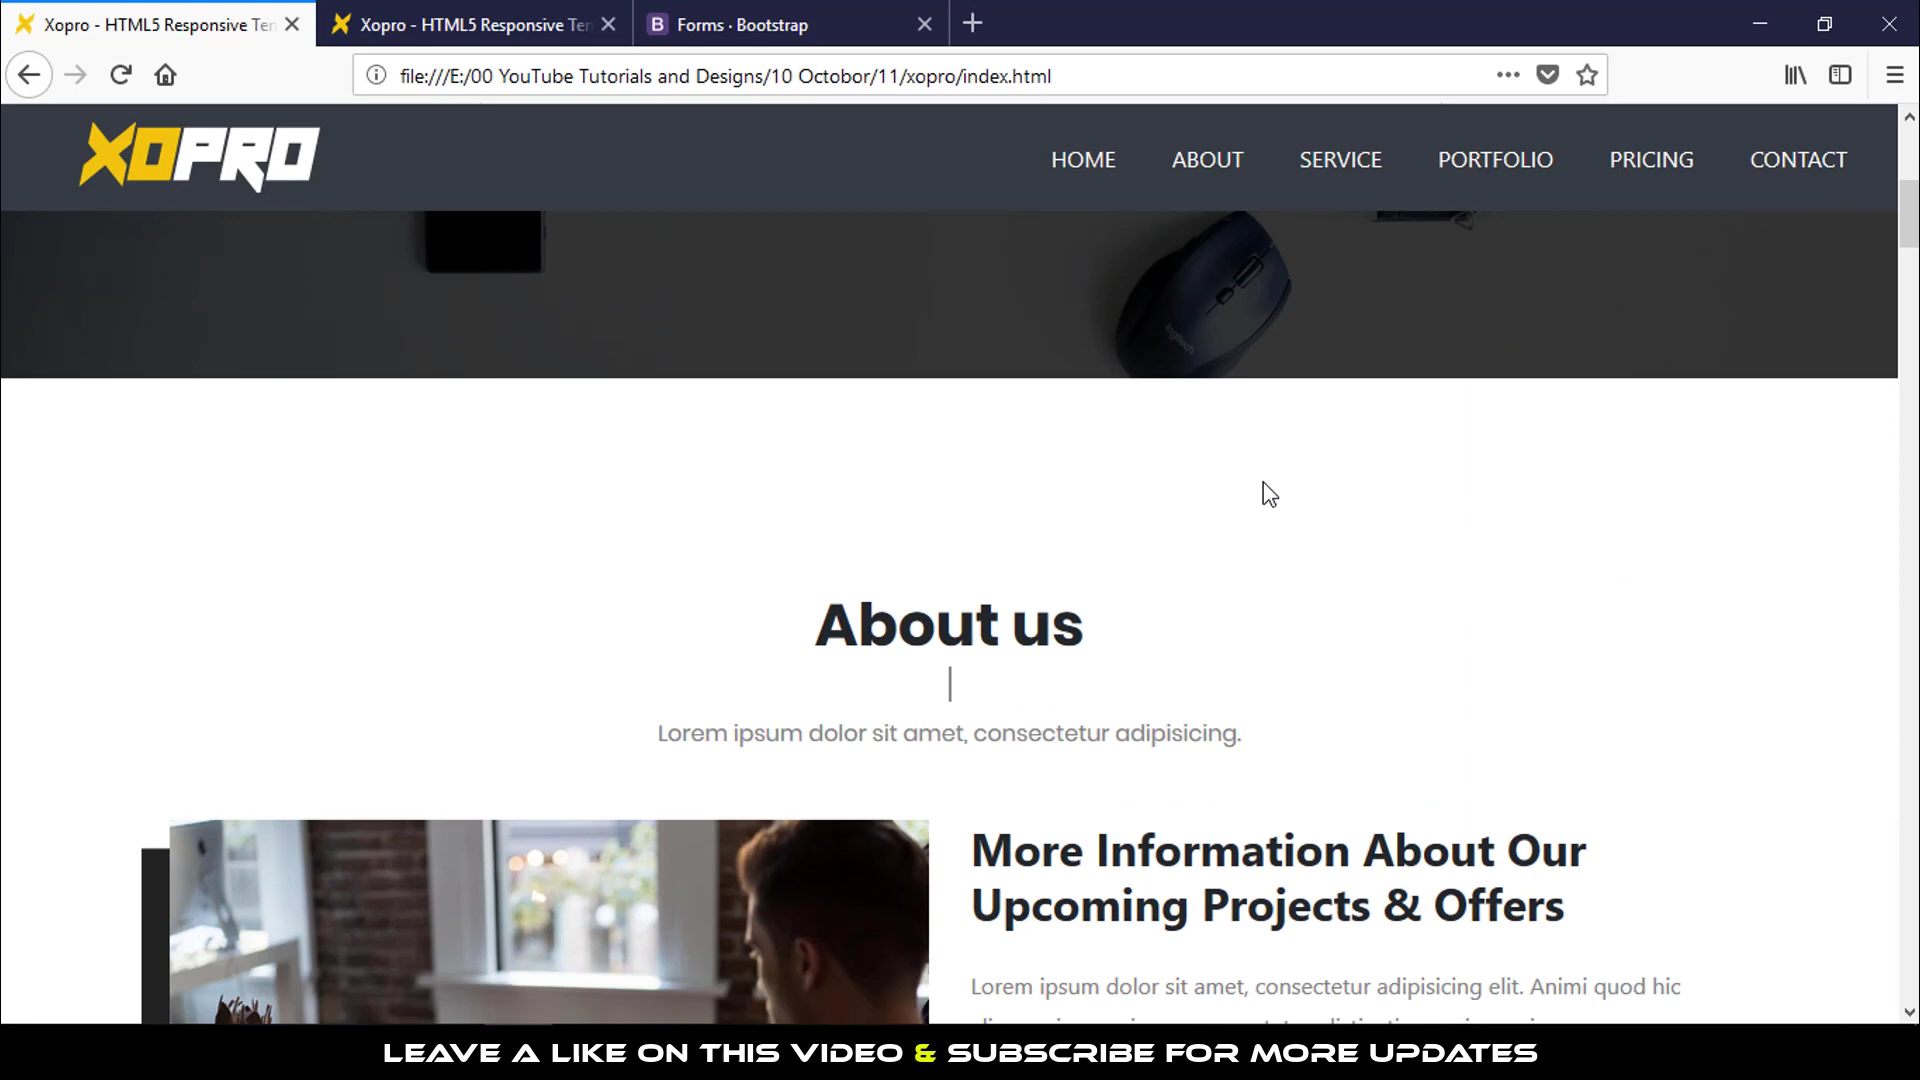 Xopro - HTML5 Responsive Ten
Xopro - HTML5 Responsive Ten
B Forms · Bootstrap
file:///E:/00 YouTube Tutorials and Designs/10 Octobor/11/xopro/index.html
XOPRO
HOME ABOUT SERVICE PORTFOLIO PRICING CONTACT
logitech
About us
Lorem ipsum dolor sit amet, consectetur adipisicing.
More Information About Our
Upcoming Projects & Offers
Lorem ipsum dolor sit amet, consectetur adipisicing elit. Animi quod hic
LEAVE A LIKE ON THIS VIDEO & SUBSCRIBE FOR MORE UPDATES